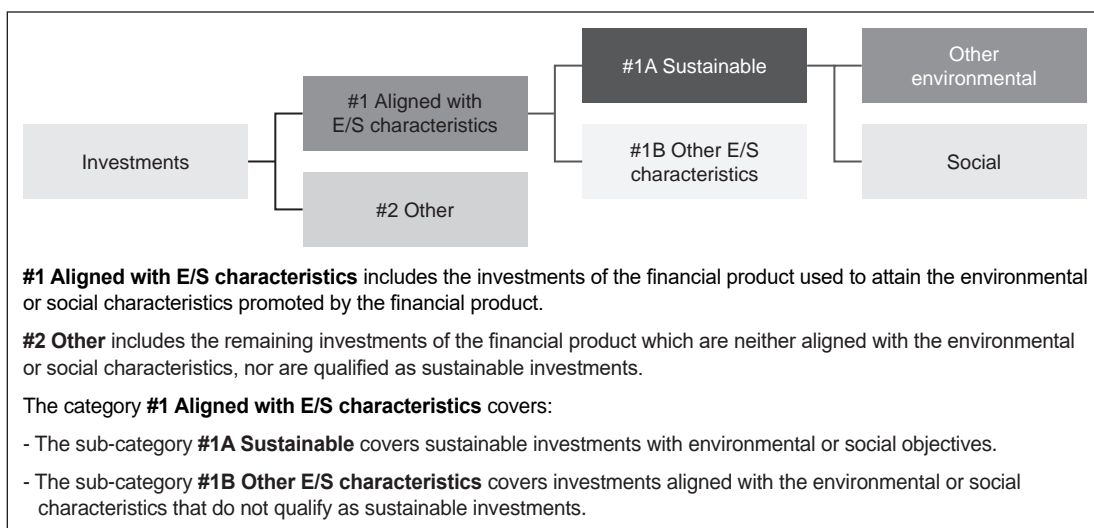 Investments
#1 Aligned with
E/S characteristics
#2 Other
#1A Sustainable
#1B Other E/S
characteristics
Other
environmental
Social
#1 Aligned with E/S characteristics includes the investments of the financial product used to attain the environmental
or social characteristics promoted by the financial product.
#2 Other includes the remaining investments of the financial product which are neither aligned with the environmental
or social characteristics, nor are qualified as sustainable investments.
The category #1 Aligned with E/S characteristics covers:
- The sub-category #1A Sustainable covers sustainable investments with environmental or social objectives.
- The sub-category #1B Other E/S characteristics covers investments aligned with the environmental or social
characteristics that do not qualify as sustainable investments.